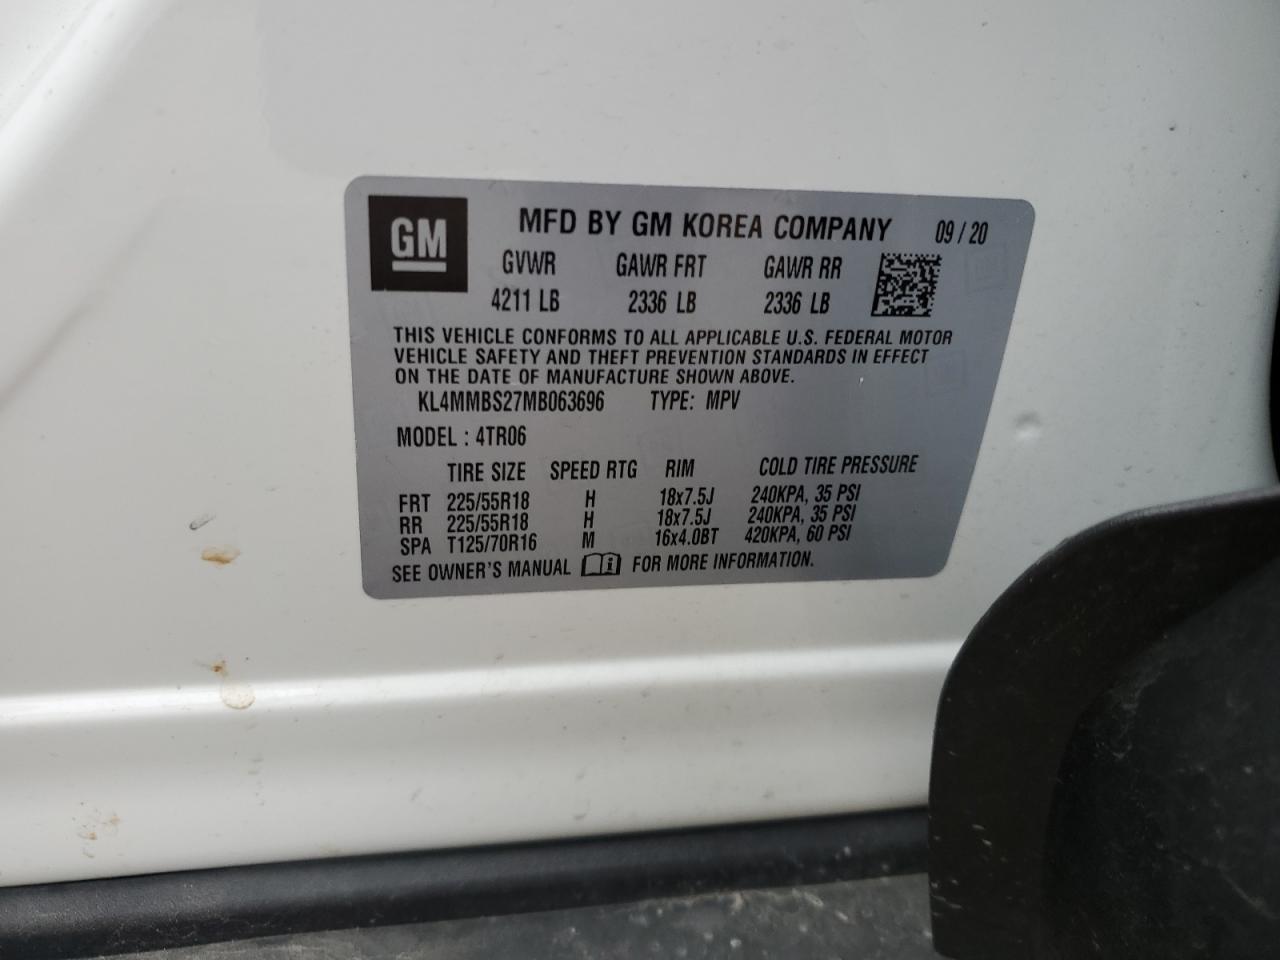 GM MFD BY GM KOREA COMPANY 09 / 20
GVWR GAWR FRT GAWR RR
4211 LB 2336 LB 2336 LB
THIS VEHICLE CONFORMS TO ALL APPLICABLE U.S. FEDERAL MOTOR
VEHICLE SAFETY AND THEFT PREVENTION STANDARDS IN EFFECT
ON THE DATE OF MANUFACTURE SHOWN ABOVE.
KL4MMBS27MB063696 TYPE: MPV
MODEL : 4TR06
TIRE SIZE SPEED RTG RIM COLD TIRE PRESSURE
FRT 225/55R18 H 18x7.5J 240KPA, 35 PSI
RR 225/55R18 H 18x7.5J 240KPA, 35 PSI
SPA T125/70R16 M 16x4.0BT 420KPA, 60 PSI
SEE OWNER'S MANUAL FOR MORE INFORMATION.